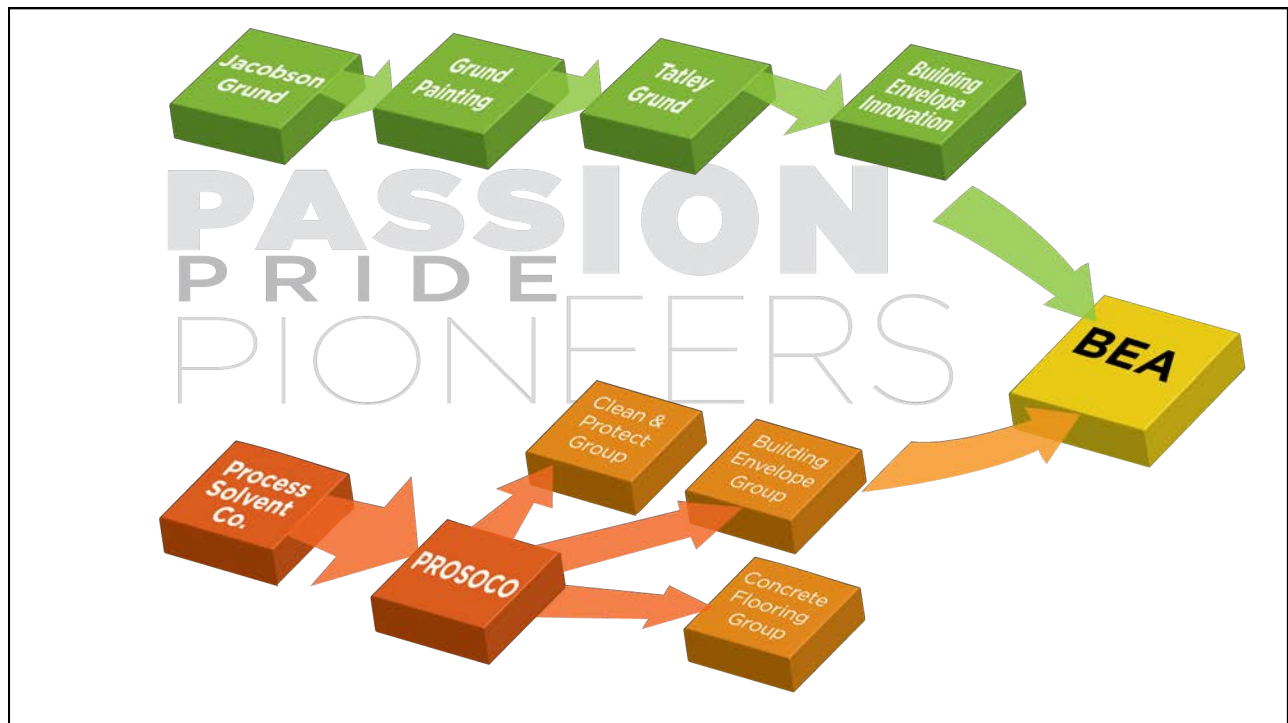 Jacobson
Grund
Grund
Painting
Tatley
Grund
Building
Envelope
Innovation
PASSION
PRIDE
PIONEERS
BEA
Clean &
Protect
Group
Building
Envelope
Group
Process
Solvent
Co.
PROSOCO
Concrete
Flooring
Group